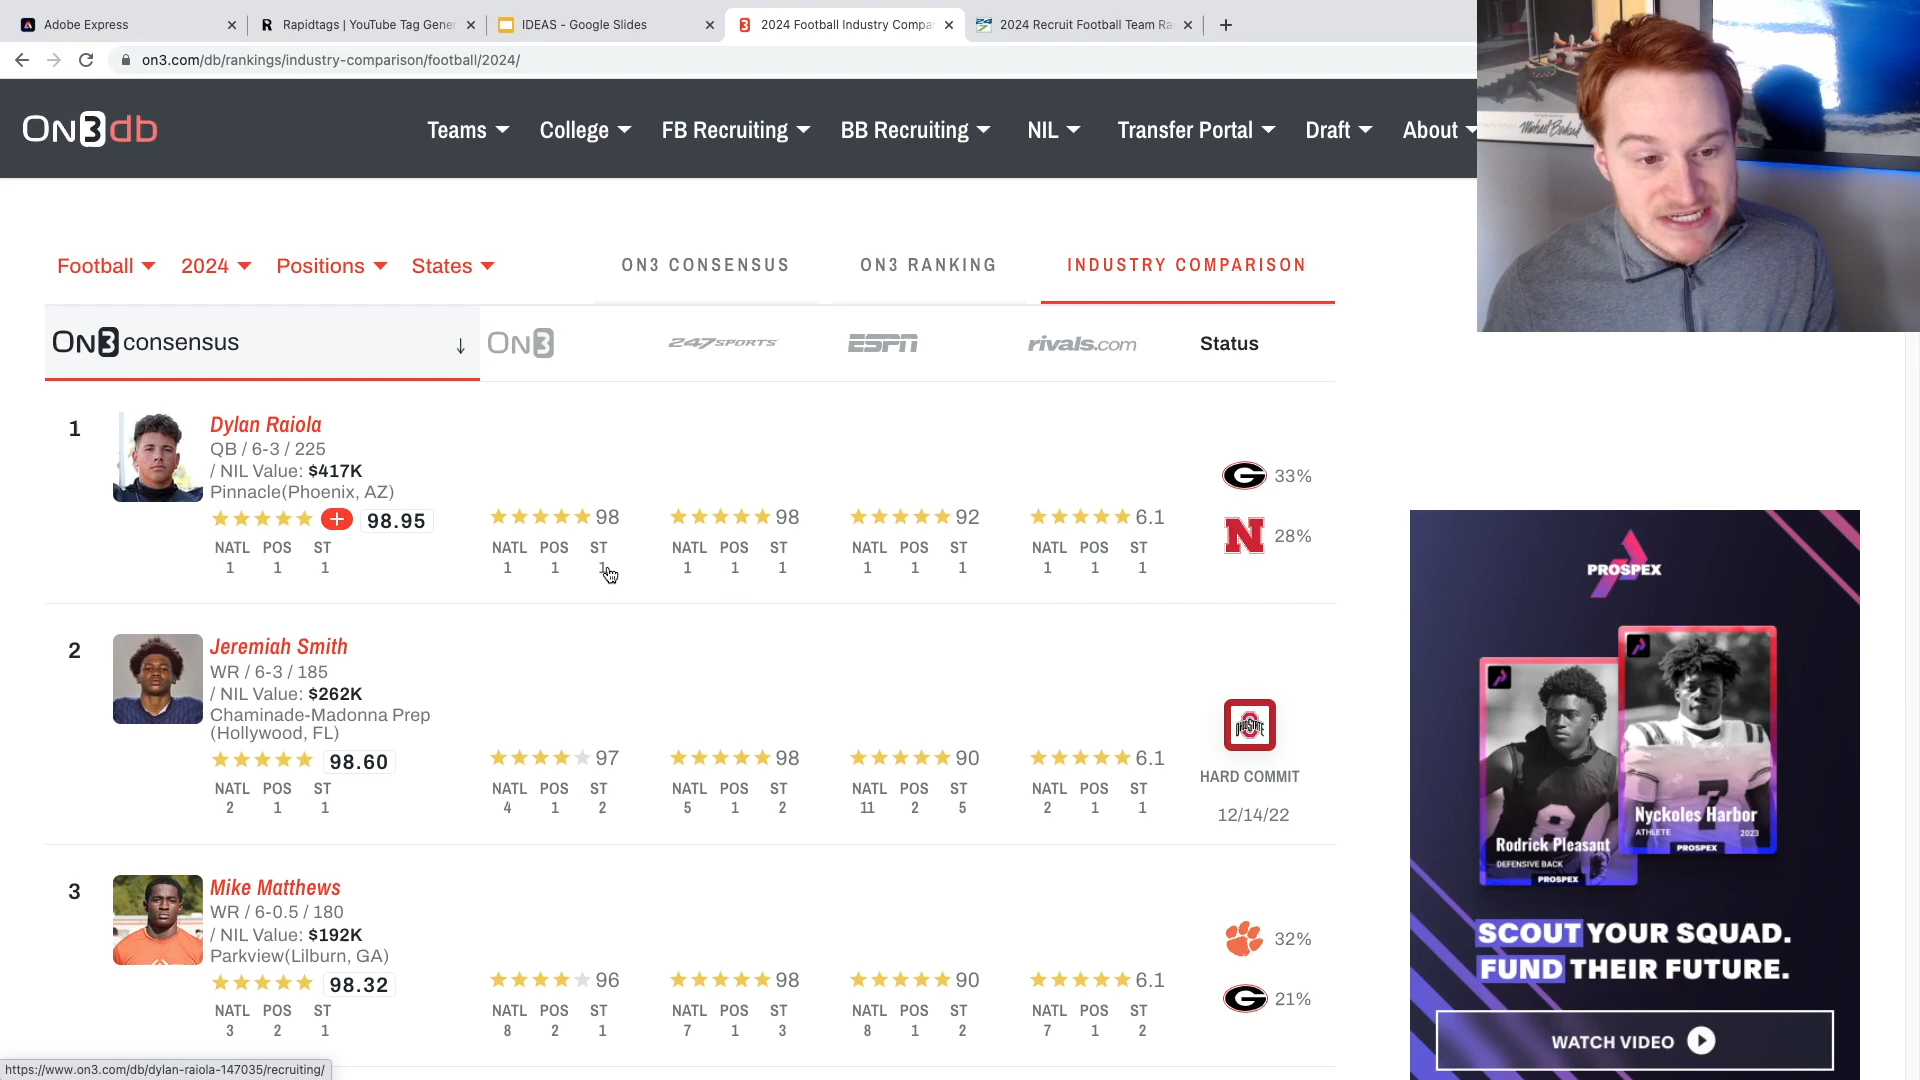 Adobe Express
Rapidtags | YouTube Tag Gener
IDEAS - Google Slides
2024 Football Industry Compar
2024 Recruit Football Team Ra
on3.com/db/rankings/industry-comparison/football/2024/
On3db
Teams
College
FB Recruiting
BB Recruiting
NIL
Transfer Portal
Draft
About
Football
2024
Positions
States
ON3 CONSENSUS
ON3 RANKING
INDUSTRY COMPARISON
On3 consensus
On3
247SPORTS
ESPN
rivals.com
Status
1
Dylan Raiola
QB / 6-3 / 225
/ NIL Value: $417K
Pinnacle(Phoenix, AZ)
98.95
98
98
92
6.1
NATL POS ST NATL POS ST NATL POS ST NATL POS ST NATL POS ST
1 1 1 1 1 1 1 1 1 1 1 1 1 1 1
G 33%
N 28%
2
Jeremiah Smith
WR / 6-3 / 185
/ NIL Value: $262K
Chaminade-Madonna Prep
(Hollywood, FL)
98.60
97
98
90
6.1
NATL POS ST NATL POS ST NATL POS ST NATL POS ST NATL POS ST
2 1 1 4 1 2 5 1 2 11 2 5 2 1 1
OHIO STATE
HARD COMMIT
12/14/22
3
Mike Matthews
WR / 6-0.5 / 180
/ NIL Value: $192K
Parkview(Lilburn, GA)
98.32
96
98
90
6.1
NATL POS ST NATL POS ST NATL POS ST NATL POS ST NATL POS ST
3 2 1 8 2 1 7 1 3 8 1 2 7 1 2
32%
G 21%
https://www.on3.com/db/dylan-raiola-147035/recruiting/
PROSPEX
Rodrick Pleasant
DEFENSIVE BACK
PROSPEX
7
Nyckoles Harbor
ATHLETE
2023
PROSPEX
SCOUT YOUR SQUAD.
FUND THEIR FUTURE.
WATCH VIDEO